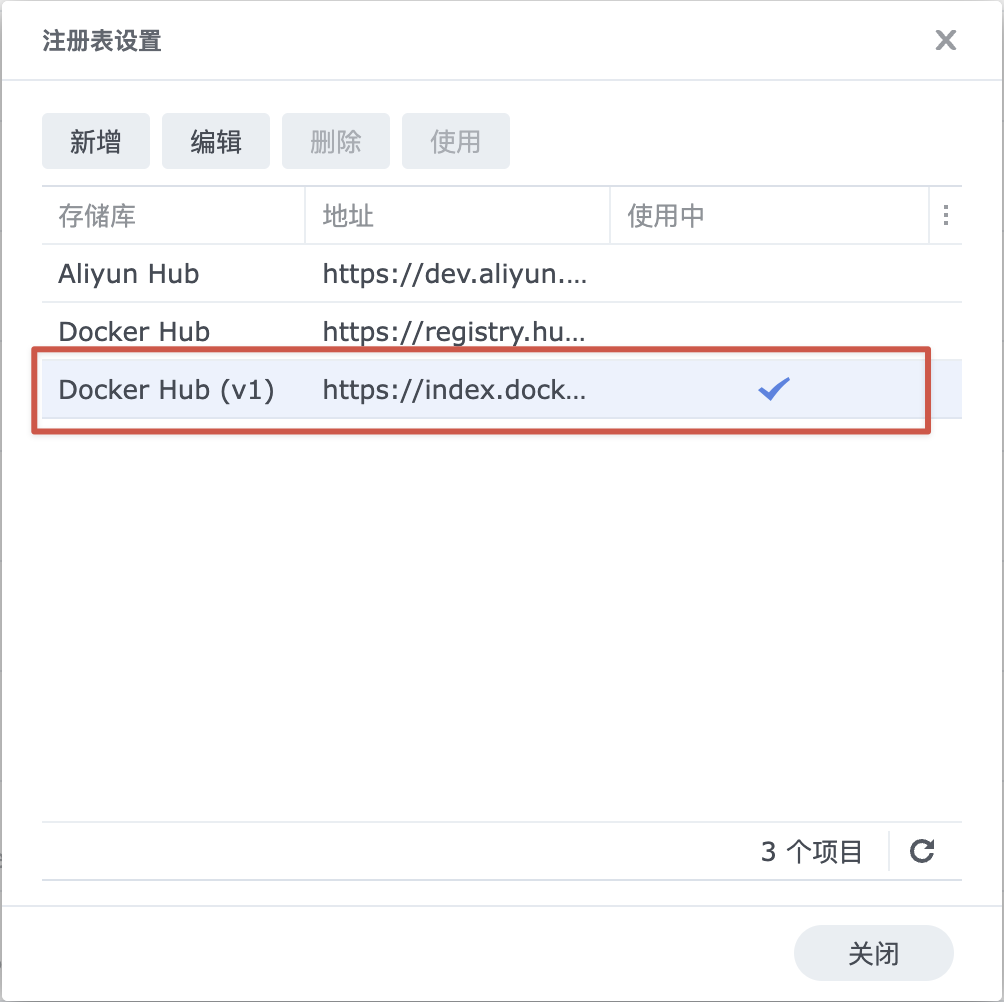 注册表设置
新增 编辑 删除 使用
存储库 地址 使用中
Aliyun Hub https://dev.aliyun....
Docker Hub https://registry.hu...
Docker Hub (v1) https://index.dock...
3 个项目
关闭